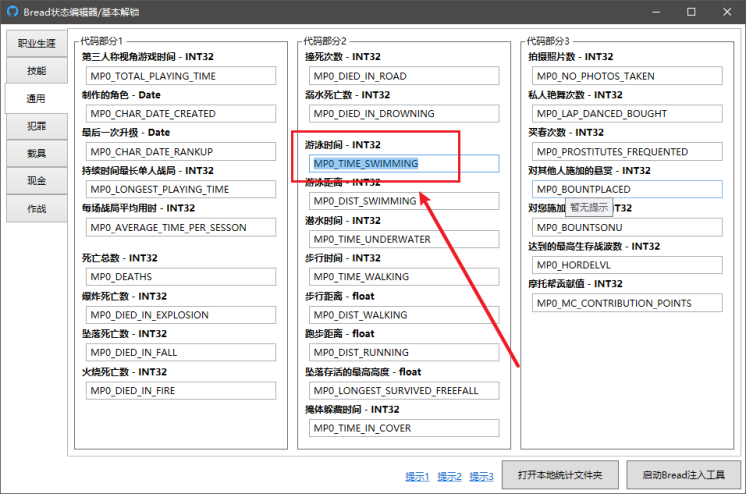 Bread状态编辑器/基本解锁
职业生涯
技能
通用
犯罪
载具
现金
作战
代码部分1
第三人称视角游戏时间 - INT32
MP0_TOTAL_PLAYING_TIME
制作的角色 - Date
MP0_CHAR_DATE_CREATED
最后一次升级 - Date
MP0_CHAR_DATE_RANKUP
持续时间最长单人战局 - INT32
MP0_LONGEST_PLAYING_TIME
每场战局平均用时 - INT32
MP0_AVERAGE_TIME_PER_SESSON
死亡总数 - INT32
MP0_DEATHS
爆炸死亡数 - INT32
MP0_DIED_IN_EXPLOSION
坠落死亡数 - INT32
MP0_DIED_IN_FALL
火烧死亡数 - INT32
MP0_DIED_IN_FIRE
代码部分2
撞死次数 - INT32
MP0_DIED_IN_ROAD
溺水死亡数 - INT32
MP0_DIED_IN_DROWNING
游泳时间 - INT32
MP0_TIME_SWIMMING
游泳距离 - INT32
MP0_DIST_SWIMMING
潜水时间 - INT32
MP0_TIME_UNDERWATER
步行时间 - INT32
MP0_TIME_WALKING
步行距离 - float
MP0_DIST_WALKING
跑步距离 - float
MP0_DIST_RUNNING
坠落存活的最高高度 - float
MP0_LONGEST_SURVIVED_FREEFALL
掩体躲藏时间 - INT32
MP0_TIME_IN_COVER
代码部分3
拍摄照片数 - INT32
MP0_NO_PHOTOS_TAKEN
私人艳舞次数 - INT32
MP0_LAP_DANCED_BOUGHT
买春次数 - INT32
MP0_PROSTITUTES_FREQUENTED
对其他人施加的悬赏 - INT32
MP0_BOUNTPLACED
对您施加 INT32
暂无提示
MP0_BOUNTSONU
达到的最高生存战波数 - INT32
MP0_HORDELVL
摩托帮贡献值 - INT32
MP0_MC_CONTRIBUTION_POINTS
提示1 提示2 提示3
打开本地统计文件夹
启动Bread注入工具